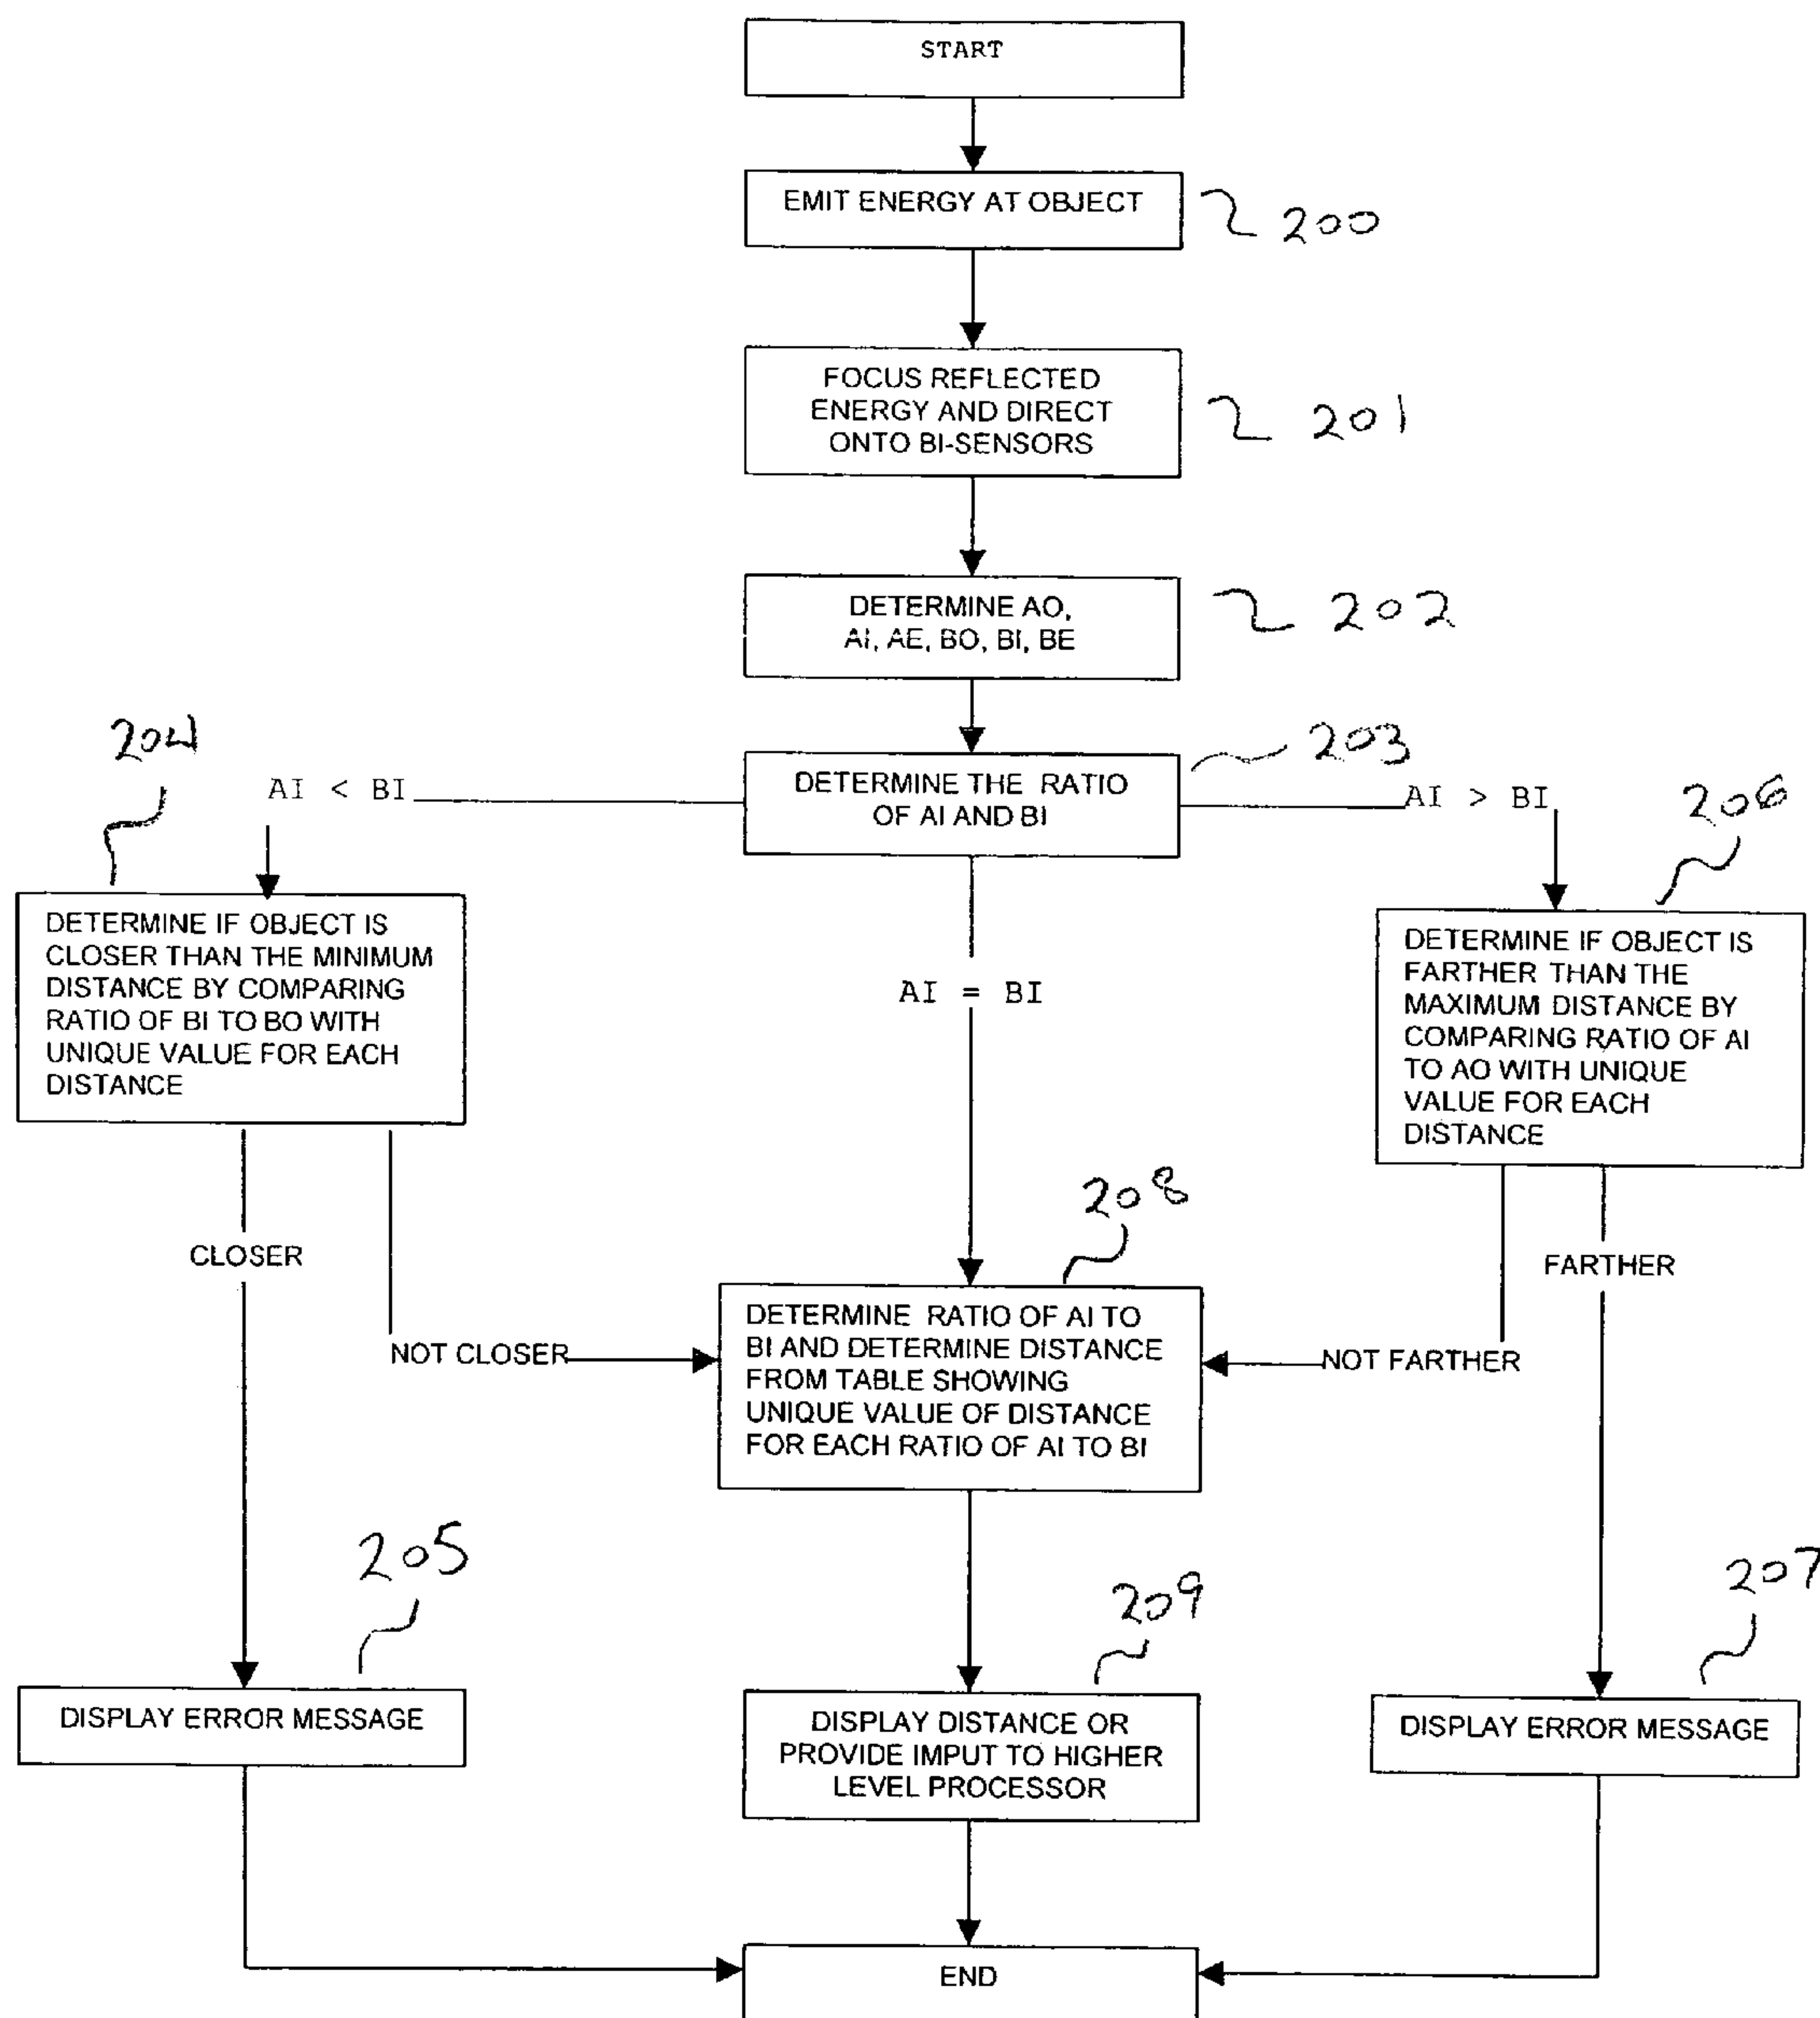 START
EMIT ENERGY AT OBJECT
200
FOCUS REFLECTED
ENERGY AND DIRECT
ONTO BI-SENSORS
201
DETERMINE AO,
AI, AE, BO, BI, BE
202
203
DETERMINE THE RATIO
OF AI AND BI
204
AI < BI
AI > BI
206
DETERMINE IF OBJECT IS
CLOSER THAN THE MINIMUM
DISTANCE BY COMPARING
RATIO OF BI TO BO WITH
UNIQUE VALUE FOR EACH
DISTANCE
AI = BI
DETERMINE IF OBJECT IS
FARTHER THAN THE
MAXIMUM DISTANCE BY
COMPARING RATIO OF AI
TO AO WITH UNIQUE
VALUE FOR EACH
DISTANCE
208
CLOSER
FARTHER
NOT CLOSER
DETERMINE RATIO OF AI TO
BI AND DETERMINE DISTANCE
FROM TABLE SHOWING
UNIQUE VALUE OF DISTANCE
FOR EACH RATIO OF AI TO BI
NOT FARTHER
205
209
207
DISPLAY ERROR MESSAGE
DISPLAY DISTANCE OR
PROVIDE IMPUT TO HIGHER
LEVEL PROCESSOR
DISPLAY ERROR MESSAGE
END